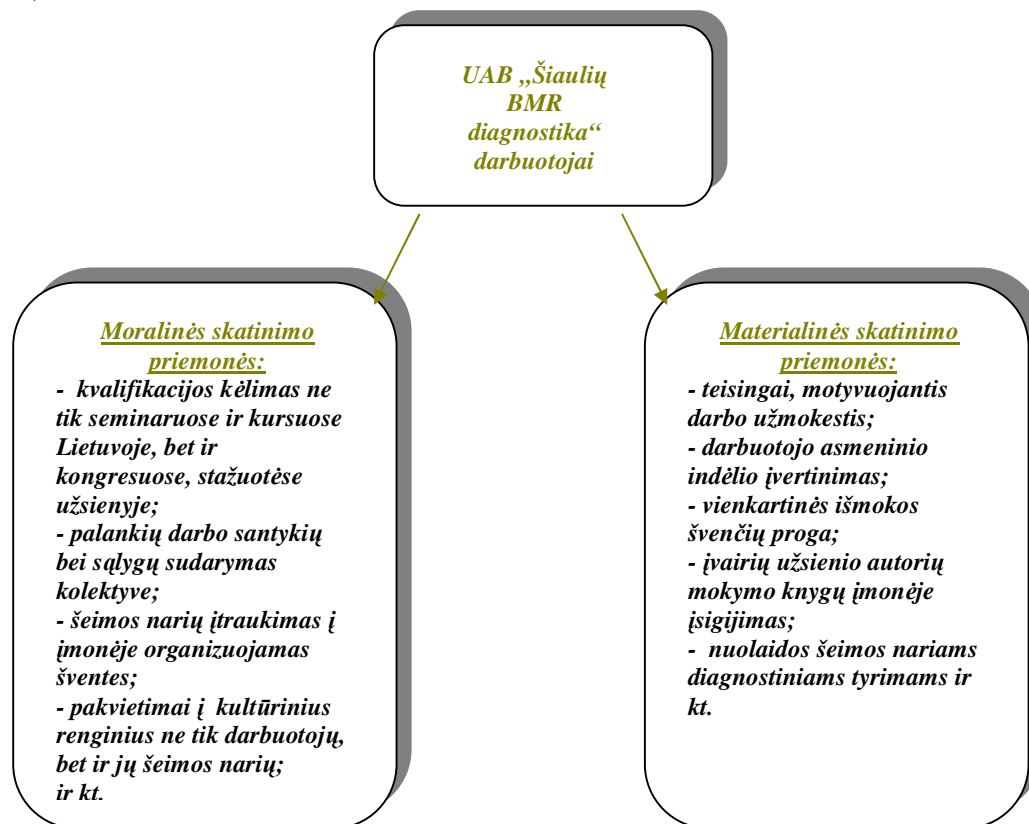 UAB „Šiaulių
BMR
diagnostika“
darbuotojai
Moralinės skatinimo
priemonės:
- kvalifikacijos kėlimas ne
tik seminaruose ir kursuose
Lietuvoje, bet ir
kongresuose, stažuotėse
užsienyje;
- palankių darbo santykių
bei sąlygų sudarymas
kolektyve;
- šeimos narių įtraukimas į
įmonėje organizuojamas
šventes;
- pakvietimai į kultūrinius
renginius ne tik darbuotojų,
bet ir jų šeimos narių;
ir kt.
Materialinės skatinimo
priemonės:
- teisingai, motyvuojantis
darbo užmokestis;
- darbuotojo asmeninio
indėlio įvertinimas;
- vienkartinės išmokos
švenčių proga;
- įvairių užsienio autorių
mokymo knygų įmonėje
įsigijimas;
- nuolaidos šeimos nariams
diagnostiniams tyrimams ir
kt.